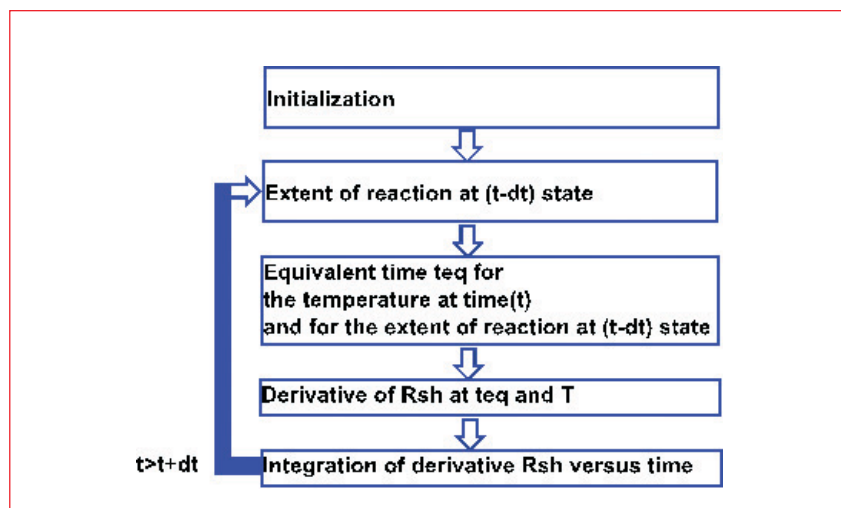 Initialization
Extent of reaction at (t-dt) state
Equivalent time teq for
the temperature at time(t)
and for the extent of reaction at (t-dt) state
Derivative of Rsh at teq and T
t>t+dt
Integration of derivative Rsh versus time